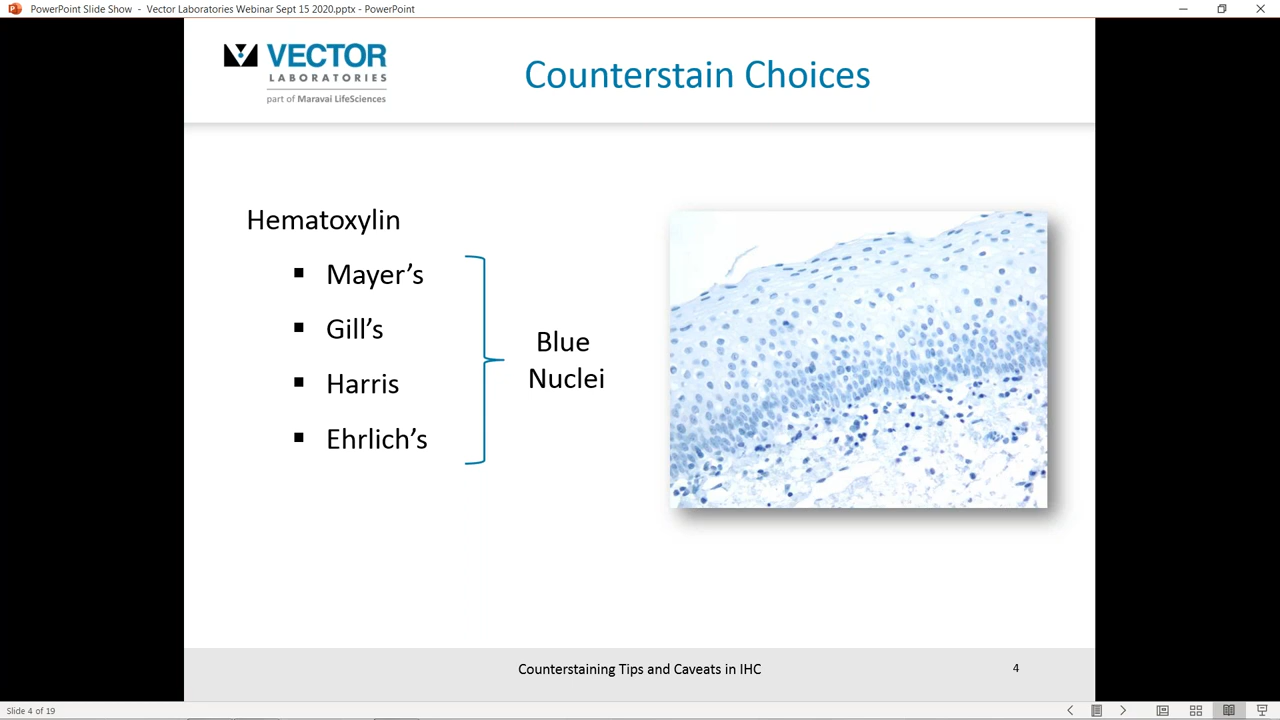 PowerPoint Slide Show - Vector Laboratories Webinar Sept 15 2020.pptx - PowerPoint
VECTOR
LABORATORIES
part of Maravai LifeSciences
Counterstain Choices
Hematoxylin
▪ Mayer’s
▪ Gill’s
▪ Harris
▪ Ehrlich’s
Blue
Nuclei
Counterstaining Tips and Caveats in IHC
4
Slide 4 of 19